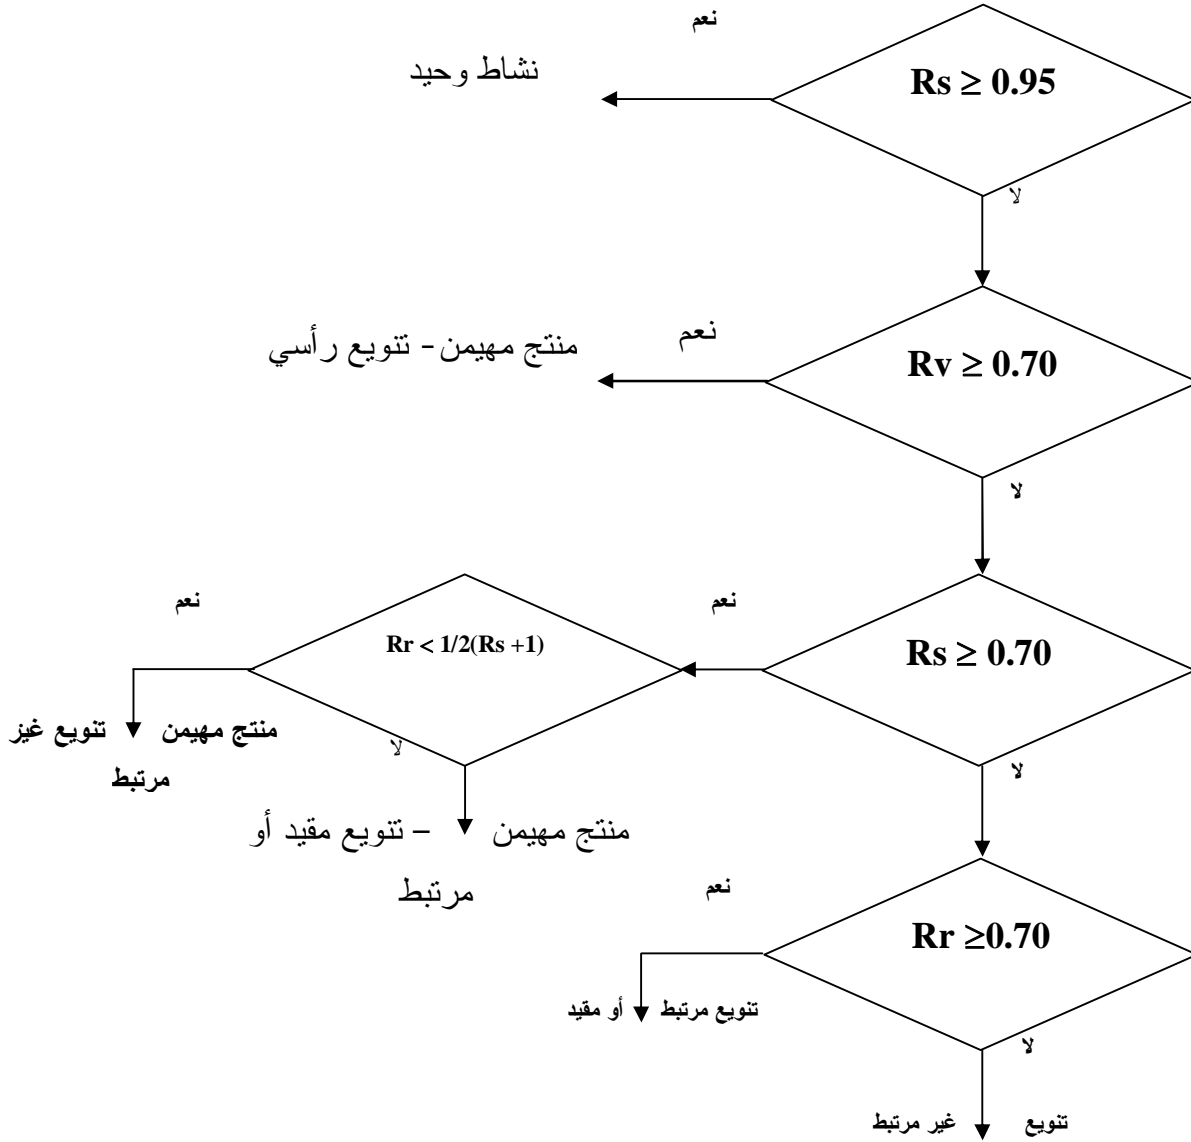 نعم
Rs ≥ 0.95
نشاط وحيد
لا
نعم
منتج مهيمن - تنويع رأسي
Rv ≥ 0.70
لا
نعم
Rs ≥ 0.70
نعم
Rr < 1/2(Rs +1)
لا
منتج مهيمن تنويع غيز
مرتبط
لا
منتج مهيمن – تنويع مقيد أو
مرتبط
نعم
Rr ≥0.70
تنويع مرتبط أو مقيد
لا
تنويع غير مرتبط